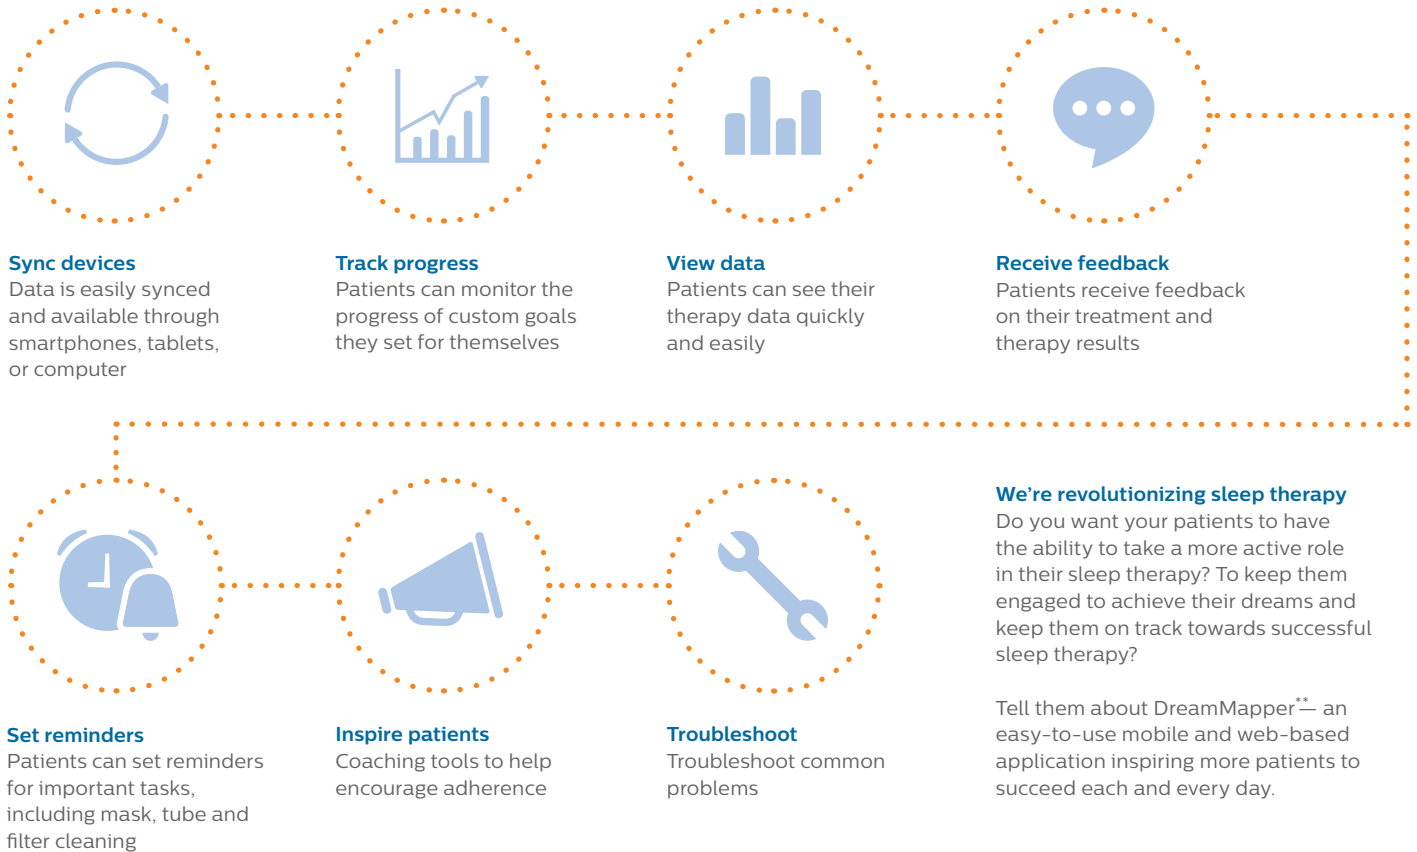 Sync devices
Data is easily synced
and available through
smartphones, tablets,
or computer
Track progress
Patients can monitor the
progress of custom goals
they set for themselves
View data
Patients can see their
therapy data quickly
and easily
Receive feedback
Patients receive feedback
on their treatment and
therapy results
Set reminders
Patients can set reminders
for important tasks,
including mask, tube and
filter cleaning
Inspire patients
Coaching tools to help
encourage adherence
Troubleshoot
Troubleshoot common
problems
We’re revolutionizing sleep therapy
Do you want your patients to have
the ability to take a more active role
in their sleep therapy? To keep them
engaged to achieve their dreams and
keep them on track towards successful
sleep therapy?
Tell them about DreamMapper**— an
easy-to-use mobile and web-based
application inspiring more patients to
succeed each and every day.